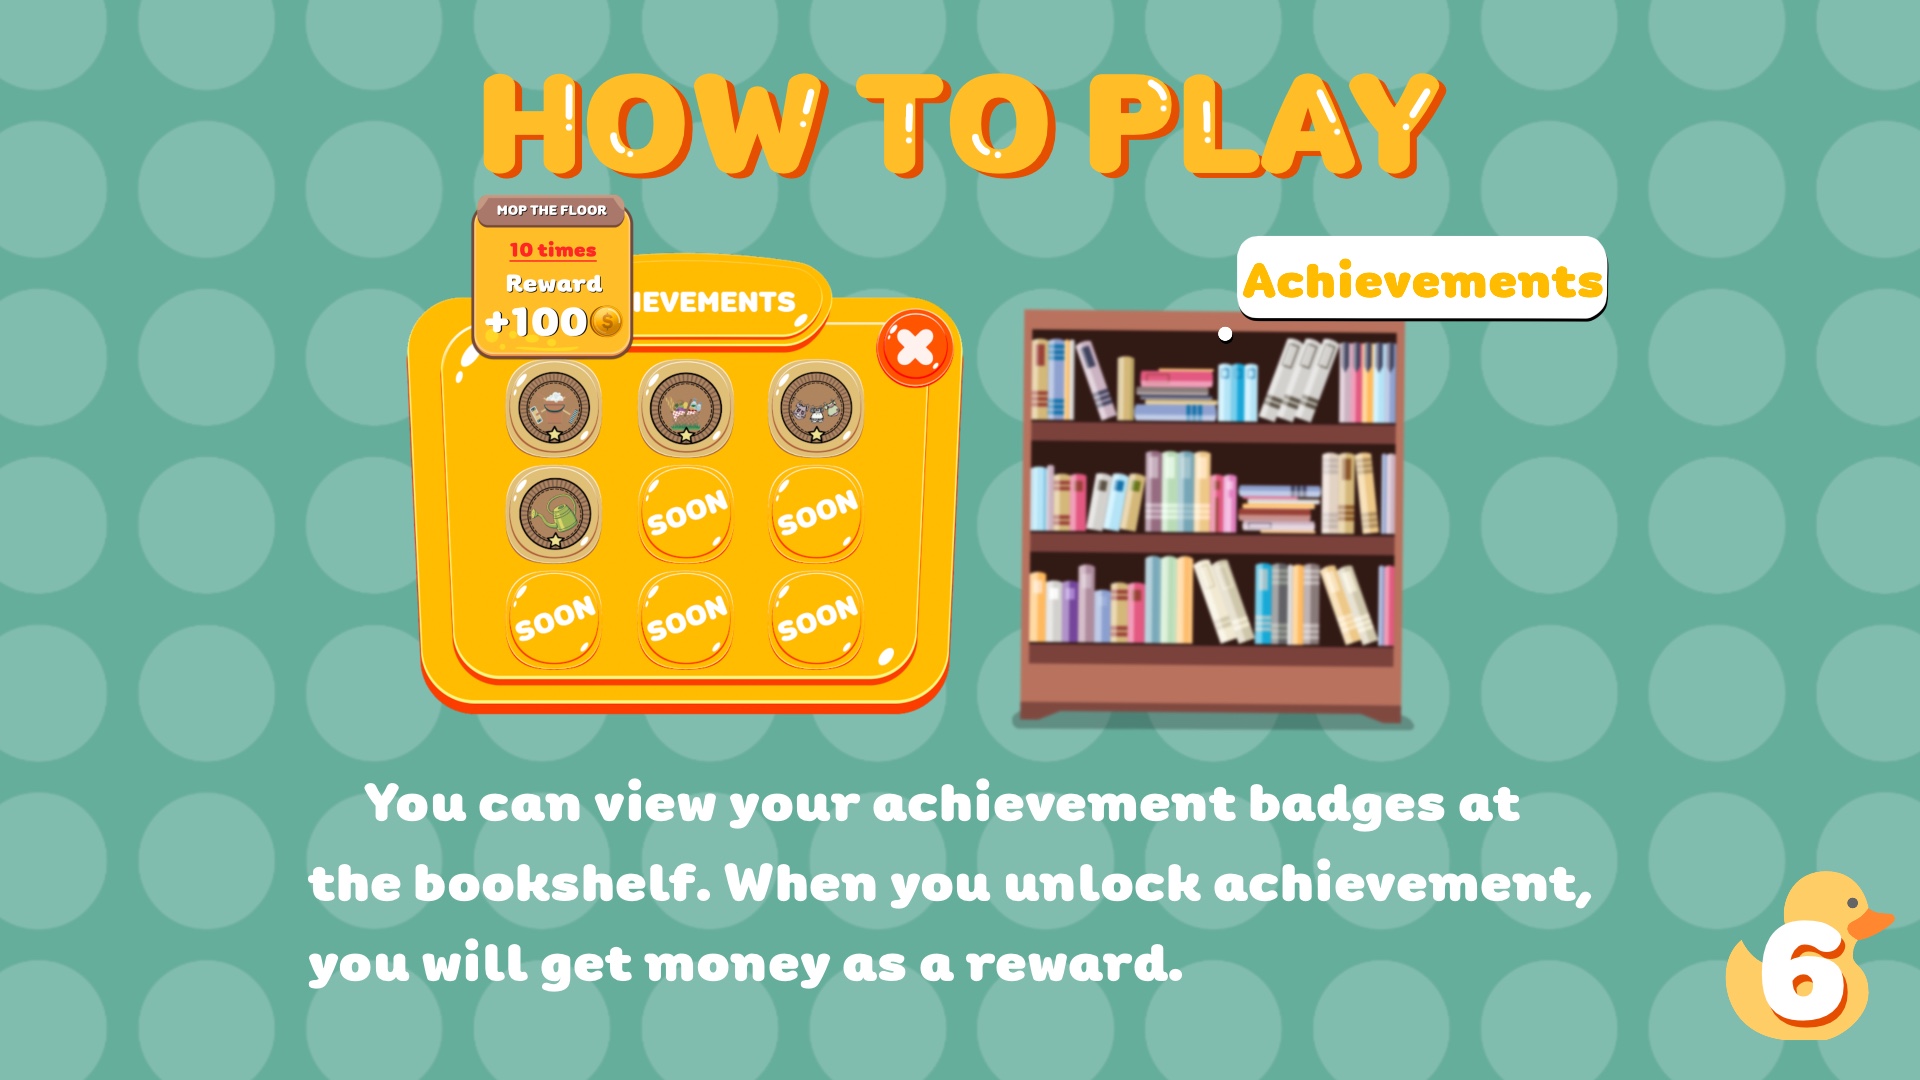 HOW TO PLAY
MOP THE FLOOR
10 times
Reward
+100
IEVEMENTS
Achievements
SOON
SOON
SOON
SOON
SOON
You can view your achievement badges at
the bookshelf. When you unlock achievement,
you will get money as a reward.
6